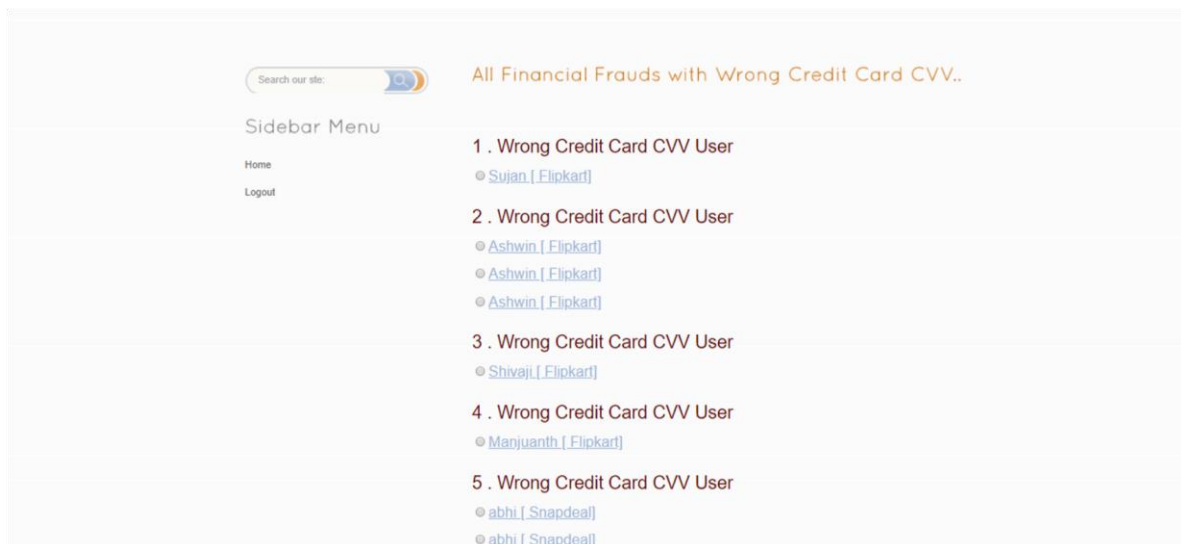 Search our ste:
Sidebar Menu
Home
Logout
All Financial Frauds with Wrong Credit Card CVV..
1 . Wrong Credit Card CVV User
Sujan [ Flipkart]
2 . Wrong Credit Card CVV User
Ashwin [ Flipkart]
Ashwin [ Flipkart]
Ashwin [ Flipkart]
3 . Wrong Credit Card CVV User
Shivaji [ Flipkart]
4 . Wrong Credit Card CVV User
Manjuanth [ Flipkart]
5 . Wrong Credit Card CVV User
abhi [ Snapdeal]
abhi [ Snapdeal]